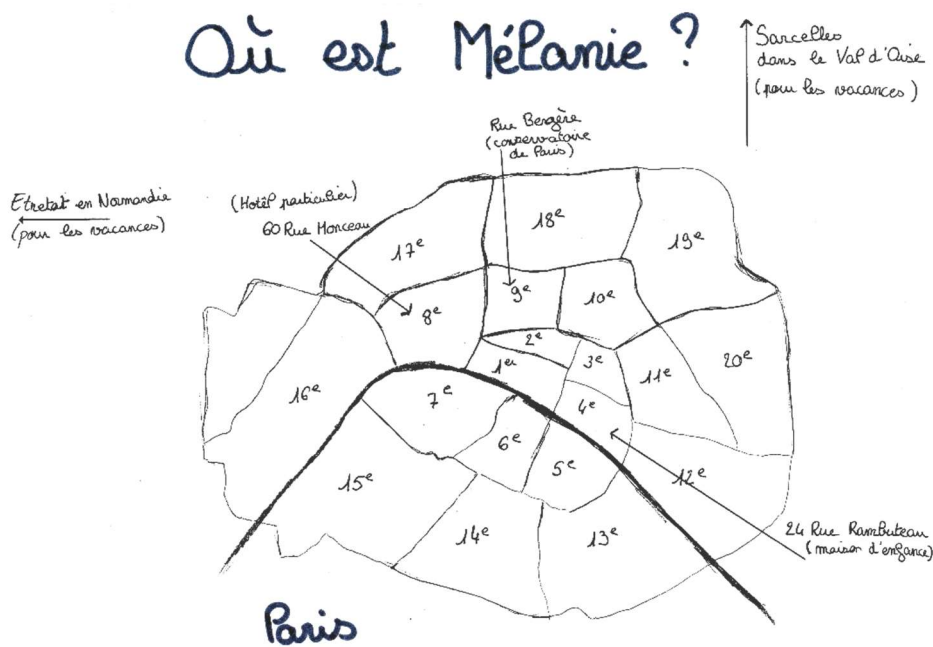 Où est Mélanie ?
Sarcelles
dans le Val d'Oise
(pour les vacances)
Rue Bergère
(conservatoire
de Paris)
Etretat en Normandie
(pour les vacances)
(Hotêl particulier)
60 Rue Monceau
17e
18e
19e
8e
9e
10e
2e
1er
3e
11e
20e
16e
7e
4e
6e
5e
12e
15e
14e
13e
24 Rue Rambuteau
(maison d'enfance)
Paris